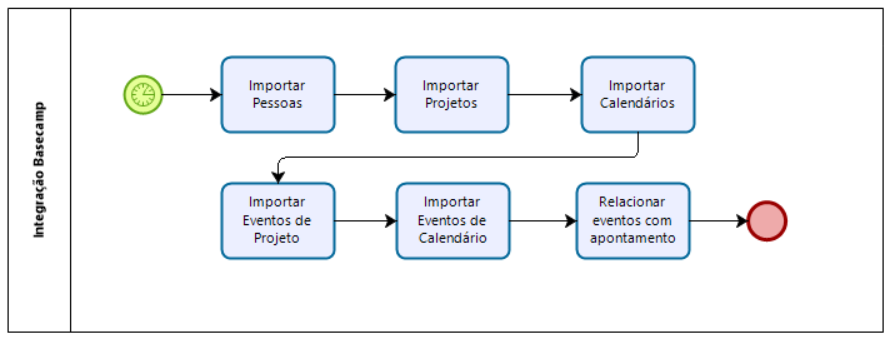 Integração Basecamp
Importar
Pessoas
Importar
Projetos
Importar
Calendários
Importar
Eventos de
Projeto
Importar
Eventos de
Calendário
Relacionar
eventos com
apontamento